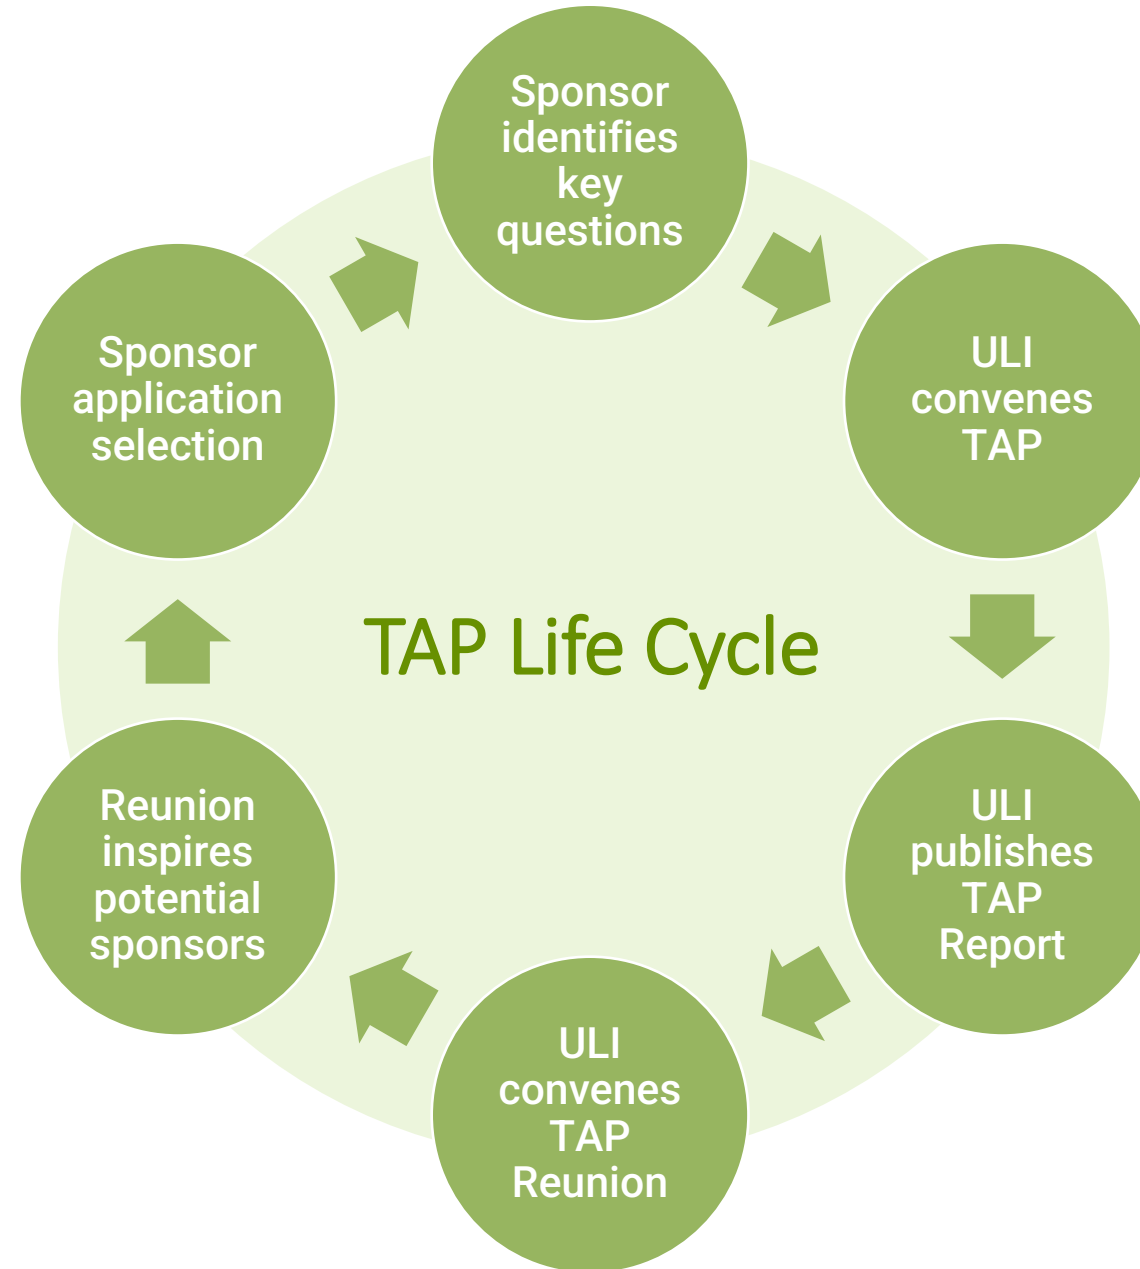 Sponsor
identifies
key
questions
ULI
convenes
TAP
ULI
publishes
TAP
Report
ULI
convenes
TAP
Reunion
Reunion
inspires
potential
sponsors
Sponsor
application
selection
TAP Life Cycle